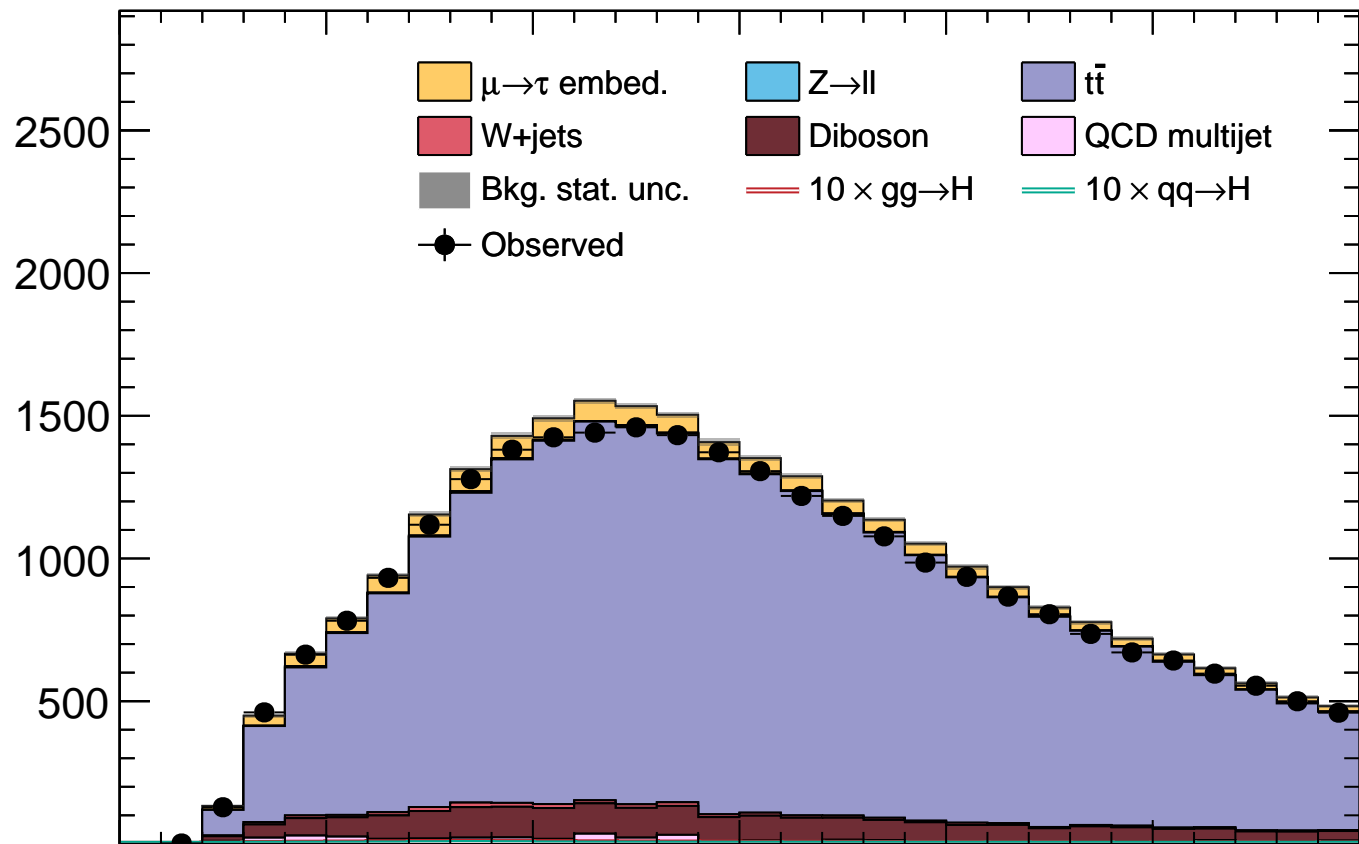 μ→τ embed. Z→ll tt̄
2500
W+jets Diboson QCD multijet
Bkg. stat. unc. 10 × gg→H 10 × qq→H
Observed
2000
1500
1000
500